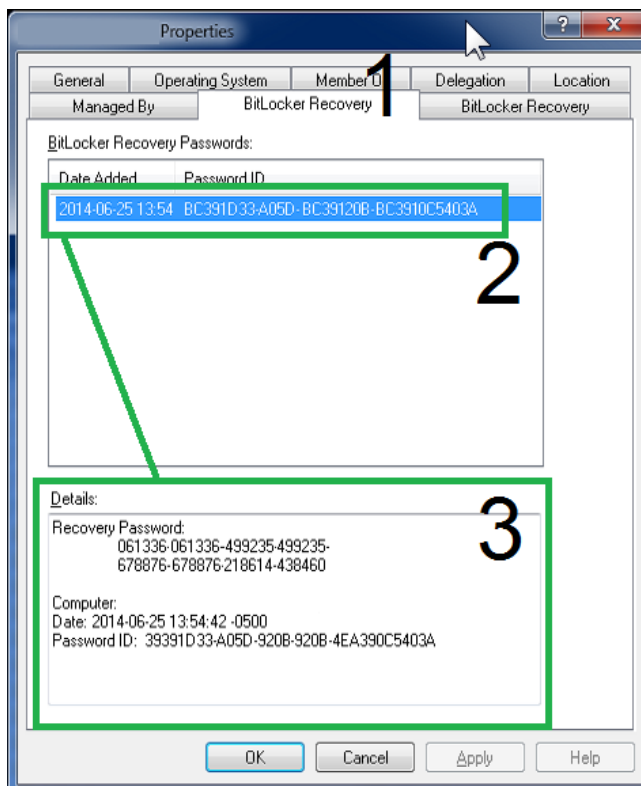 Properties
?
X
General Operating System Member O Delegation Location
1
Managed By BitLocker Recovery BitLocker Recovery
BitLocker Recovery Passwords:
Date Added Password ID
2014-06-25 13:54 BC391D33-A05D-BC39120B-BC3910C5403A
2
Details:
3
Recovery Password:
061336-061336-499235-499235-
678876-678876-218614-438460
Computer:
Date: 2014-06-25 13:54:42 -0500
Password ID: 39391D33-A05D-920B-920B-4EA390C5403A
OK Cancel Apply Help